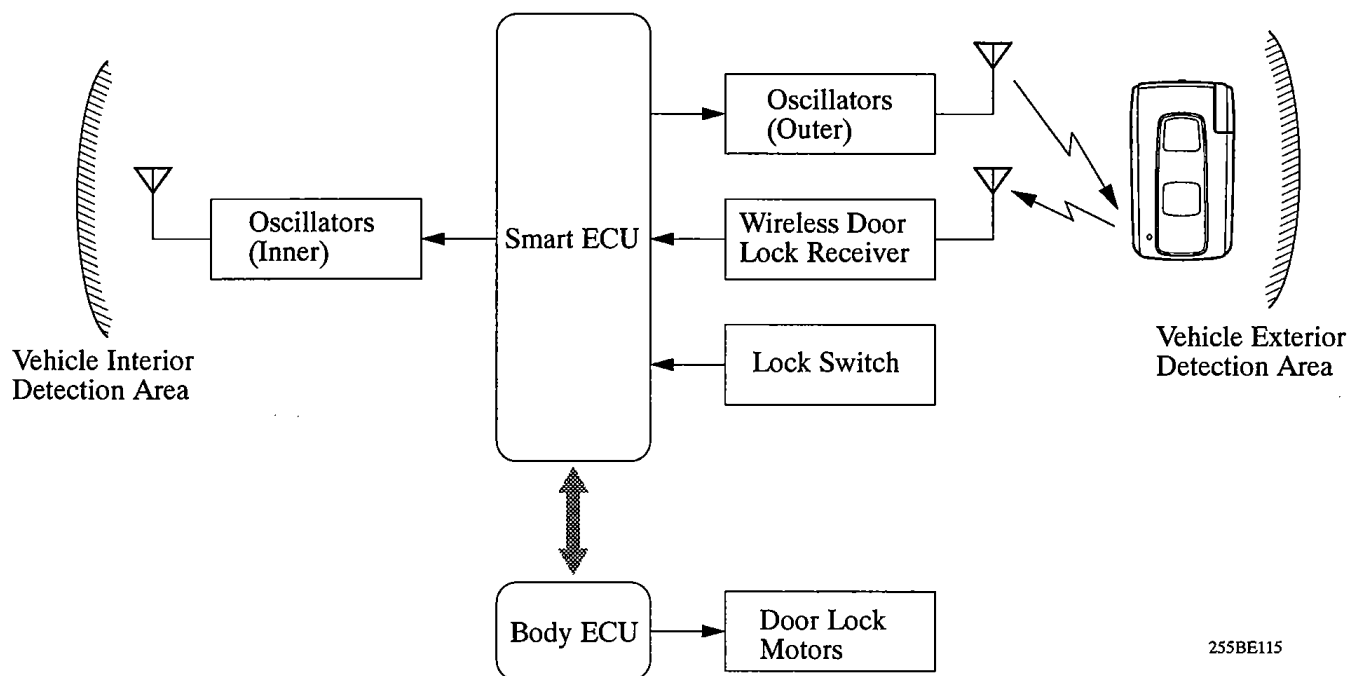 Oscillators
(Outer)
Oscillators
(Inner)
Smart ECU
Wireless Door
Lock Receiver
Lock Switch
Vehicle Interior
Detection Area
Vehicle Exterior
Detection Area
Body ECU
Door Lock
Motors
255BE115